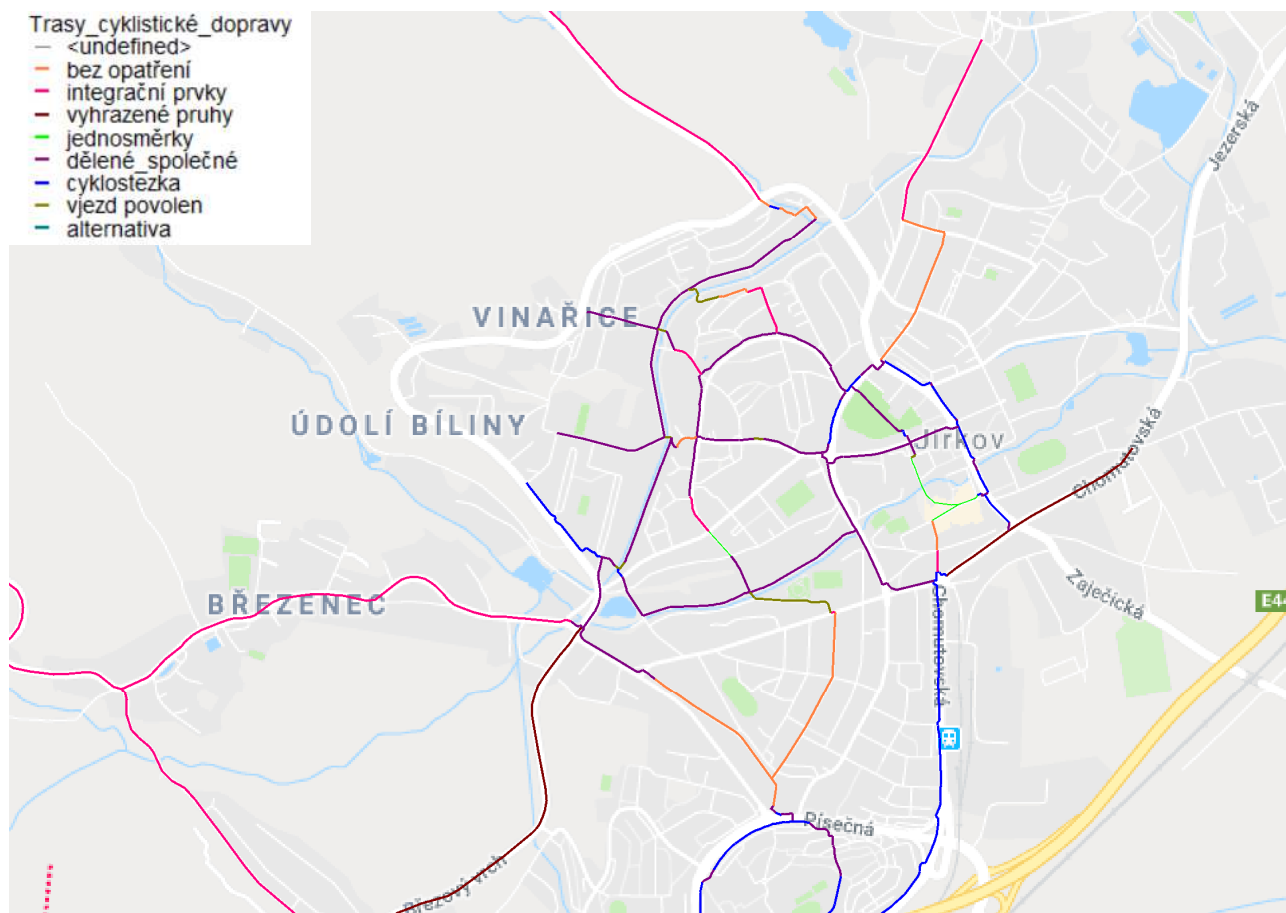 Trasy_cyklistické_dopravy
<undefined>
bez opatření
integrační prvky
vyhrazené pruhy
jednosměrky
dělené_společné
cyklostezka
vjezd povolen
alternativa
Jezerská
VINAŘICE
ÚDOLÍ BÍLINY
Jirkov
Chomutovská
Zaječická
BŘEZENEC
E44
Chomutovská
Písečná
Březový vrch